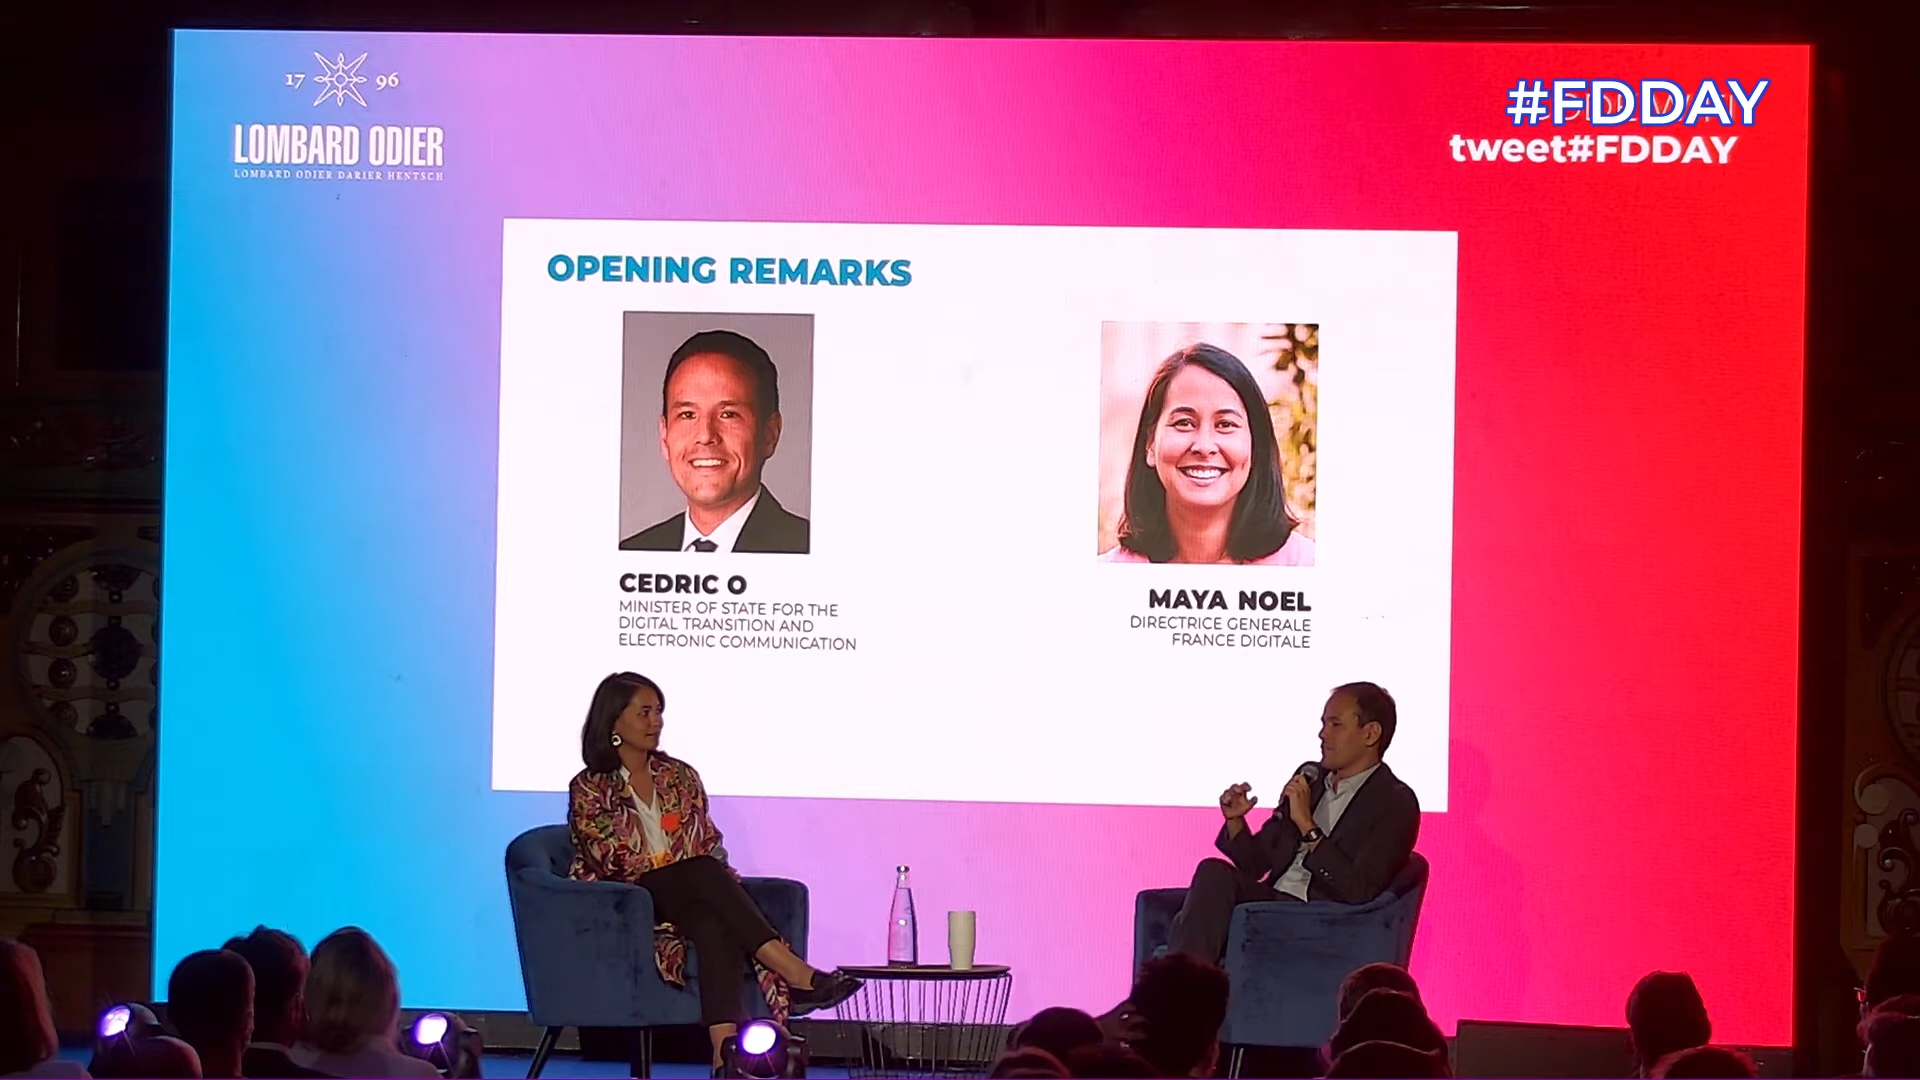 17 96
LOMBARD ODIER
LOMBARD ODIER DARIER HENTSCH
#FDDAY
tweet#FDDAY
OPENING REMARKS
CEDRIC O
MINISTER OF STATE FOR THE
DIGITAL TRANSITION AND
ELECTRONIC COMMUNICATION
MAYA NOEL
DIRECTRICE GENERALE
FRANCE DIGITALE